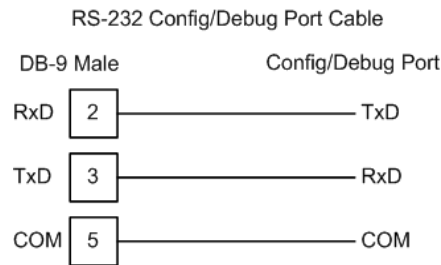 RS-232 Config/Debug Port Cable
DB-9 Male Config/Debug Port
RxD 2 TxD
TxD 3 RxD
COM 5 COM